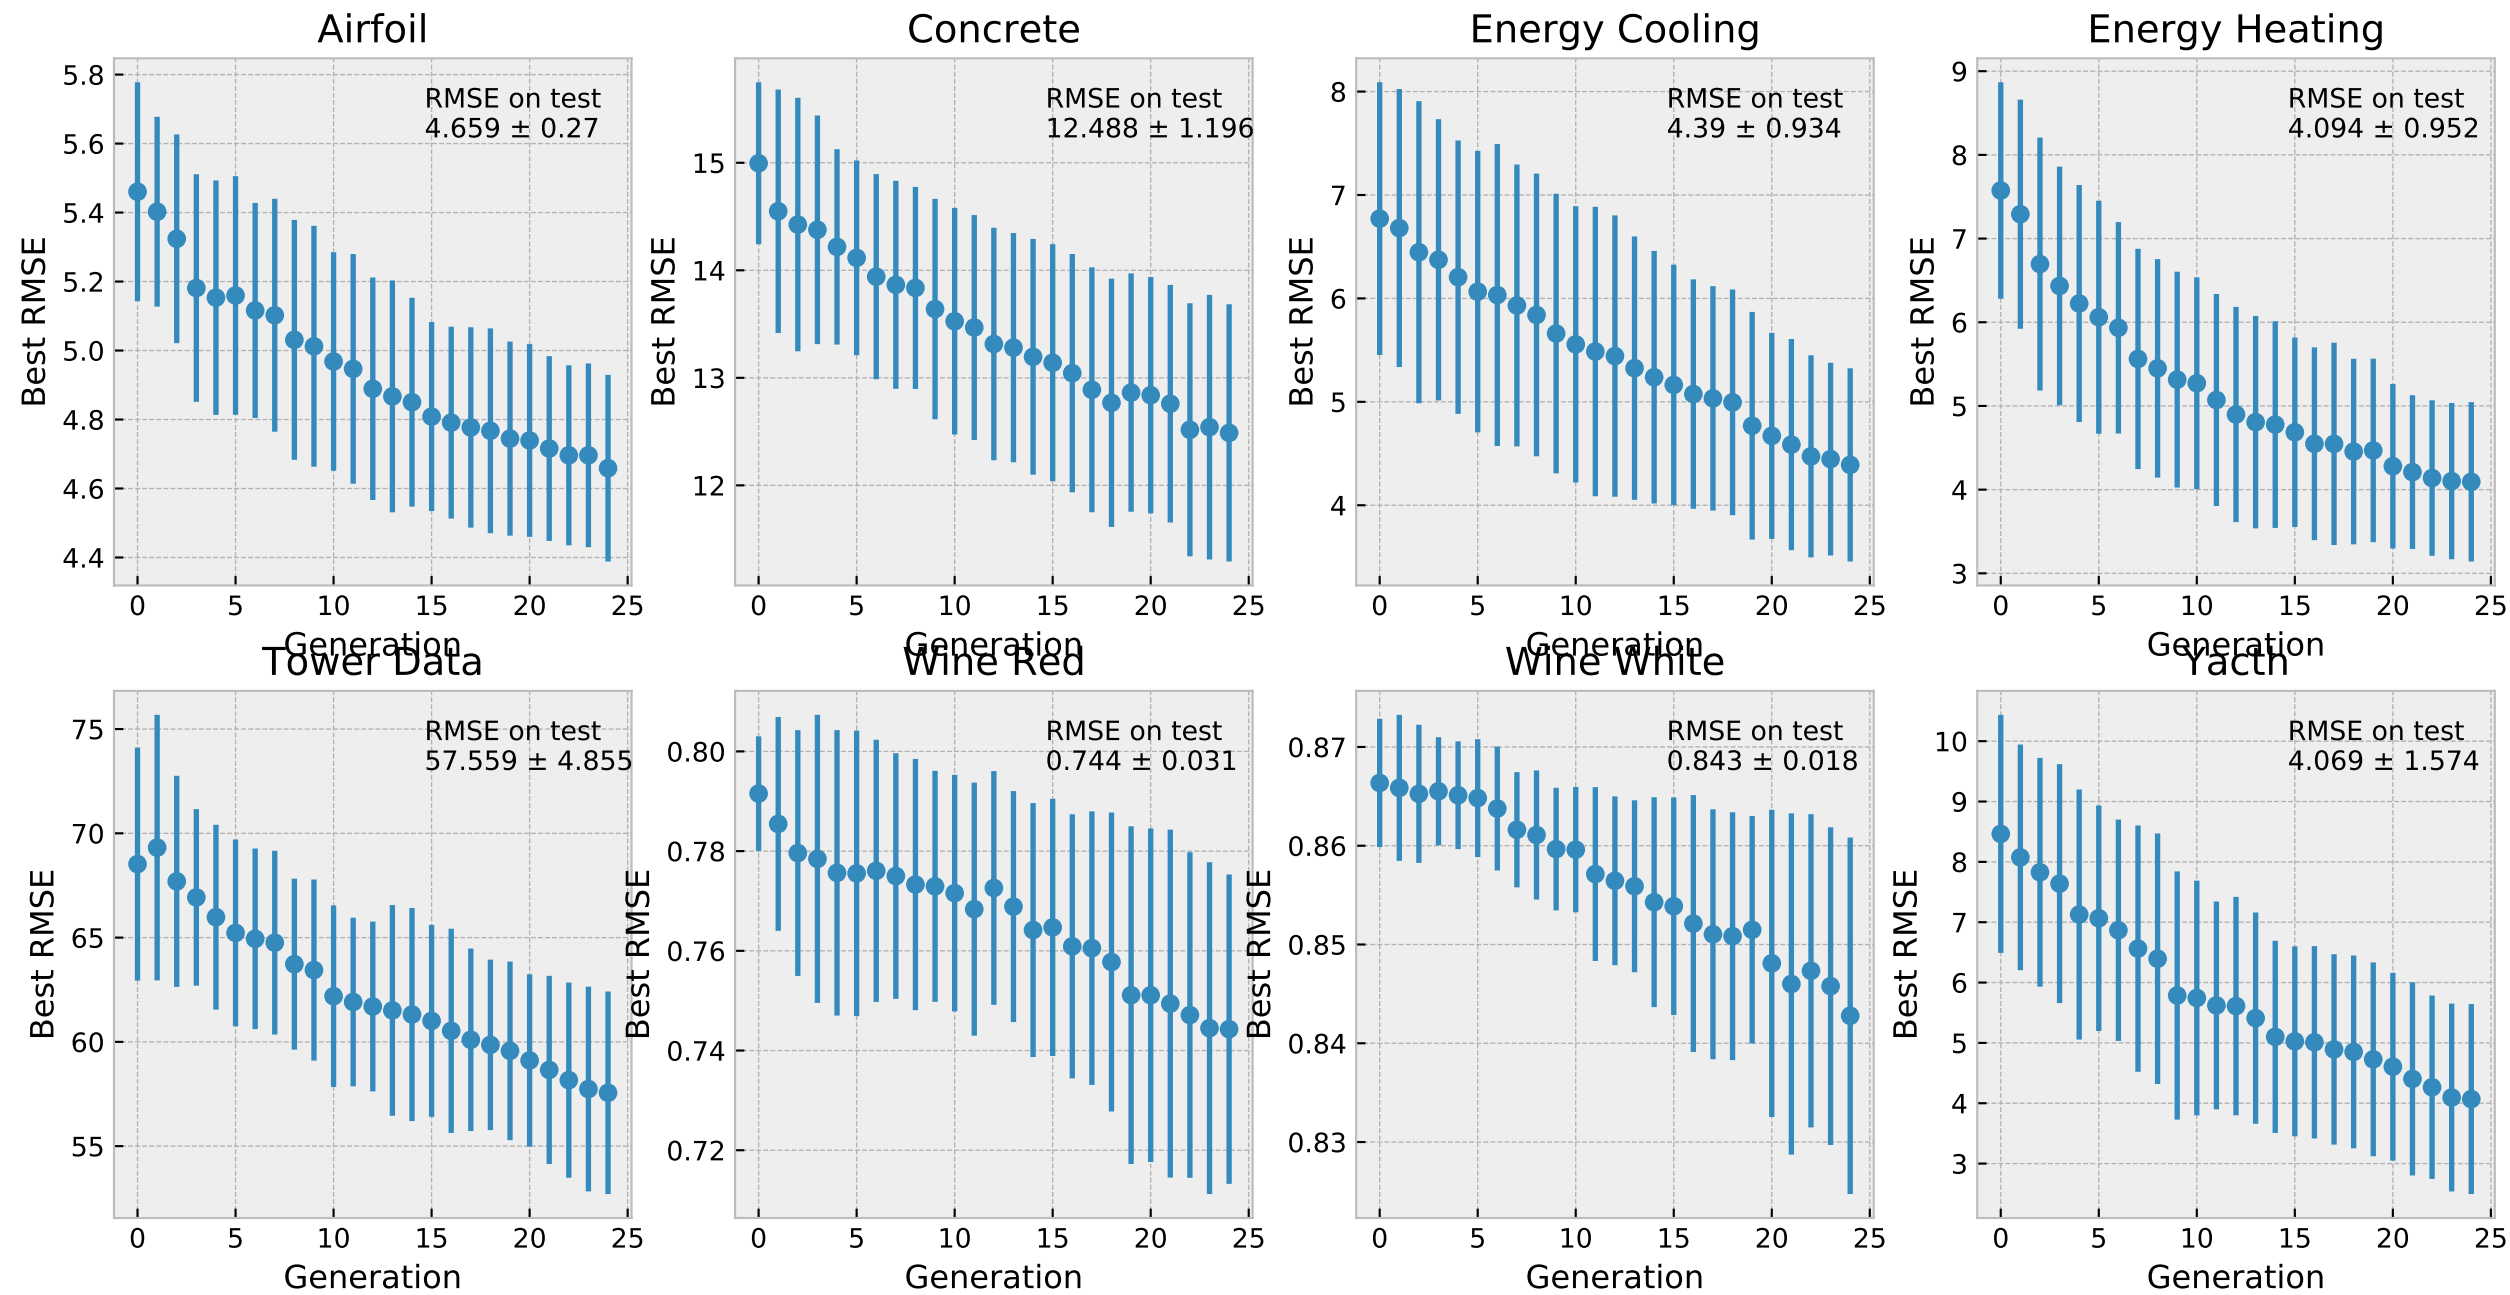 Airfoil
5.8
5.6
5.4
5.2
5.0
4.8
4.6
4.4
Best RMSE
RMSE on test
4.659 ± 0.27
0 5 10 15 20 25
Generation
Concrete
15
14
13
12
Best RMSE
RMSE on test
12.488 ± 1.196
0 5 10 15 20 25
Generation
Energy Cooling
8
7
6
5
4
Best RMSE
RMSE on test
4.39 ± 0.934
0 5 10 15 20 25
Generation
Energy Heating
9
8
7
6
5
4
3
Best RMSE
RMSE on test
4.094 ± 0.952
0 5 10 15 20 25
Generation
Tower Data
75
70
65
60
55
Best RMSE
RMSE on test
57.559 ± 4.855
0 5 10 15 20 25
Generation
Wine Red
0.80
0.78
0.76
0.74
0.72
Best RMSE
RMSE on test
0.744 ± 0.031
0 5 10 15 20 25
Generation
Wine White
0.87
0.86
0.85
0.84
0.83
Best RMSE
RMSE on test
0.843 ± 0.018
0 5 10 15 20 25
Generation
Yacth
10
9
8
7
6
5
4
3
Best RMSE
RMSE on test
4.069 ± 1.574
0 5 10 15 20 25
Generation